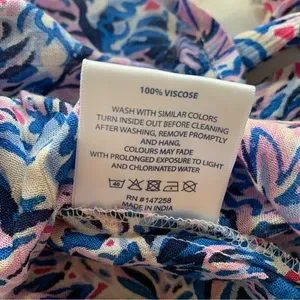 100% VISCOSE
WASH WITH SIMILAR COLORS
TURN INSIDE OUT BEFORE CLEANING
AFTER WASHING, REMOVE PROMPTLY
AND HANG,
COLOURS MAY FADE
WITH PROLONGED EXPOSURE TO LIGHT
AND CHLORINATED WATER
RN #147258
MADE IN INDIA